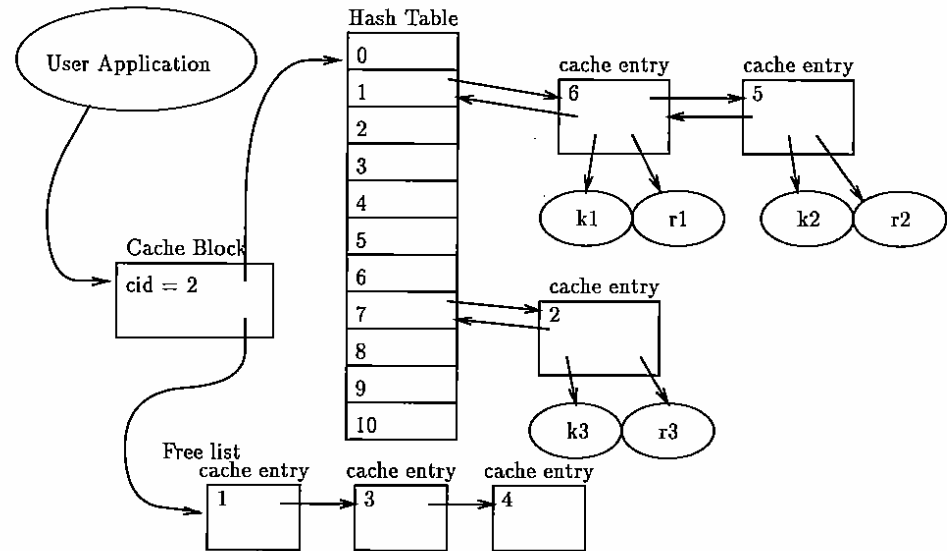 Hash Table
User Application
0
1
2
3
4
5
6
7
8
9
10
cache entry
6
cache entry
5
k1
r1
k2
r2
Cache Block
cid = 2
cache entry
2
k3
r3
Free list
cache entry
1
cache entry
3
cache entry
4